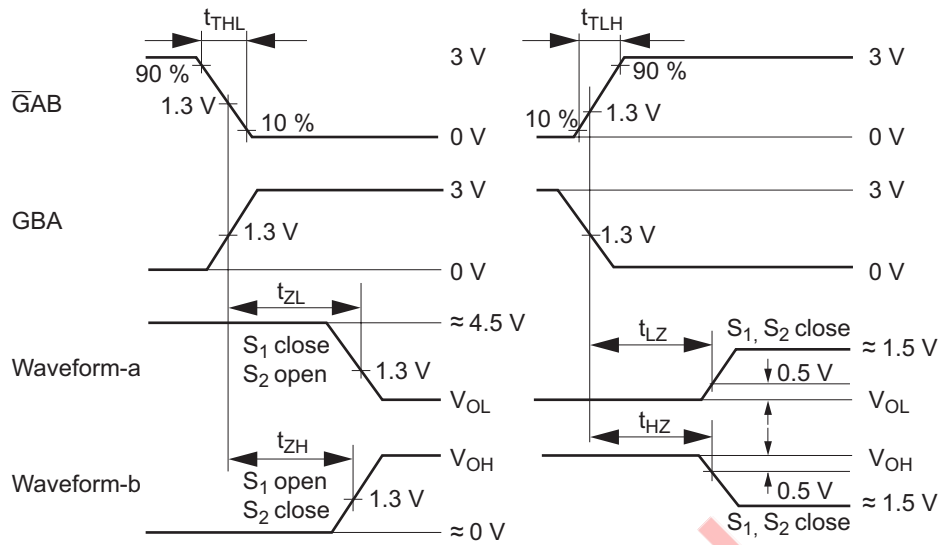 tTHL
tTLH
90 %
3 V
90 %
3 V
G̅AB
1.3 V
1.3 V
10 %
0 V
10 %
0 V
GBA
3 V
3 V
1.3 V
1.3 V
0 V
0 V
tZL
≈ 4.5 V
tLZ
S1, S2 close
≈ 1.5 V
Waveform-a
S1 close
S2 open
1.3 V
0.5 V
VOL
VOL
tZH
VOH
tHZ
VOH
Waveform-b
S1 open
S2 close
1.3 V
0.5 V
≈ 1.5 V
≈ 0 V
S1, S2 close